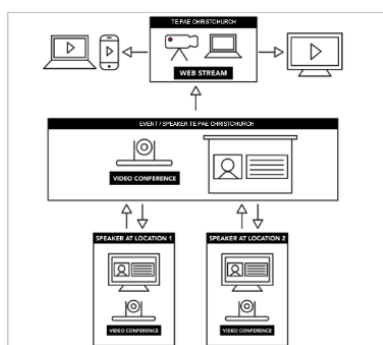 TE PAE CHRISTCHURCH
WEB STREAM
EVENT / SPEAKER TE PAE CHRISTCHURCH
VIDEO CONFERENCE
SPEAKER AT LOCATION 1
SPEAKER AT LOCATION 2
VIDEO CONFERENCE
VIDEO CONFERENCE